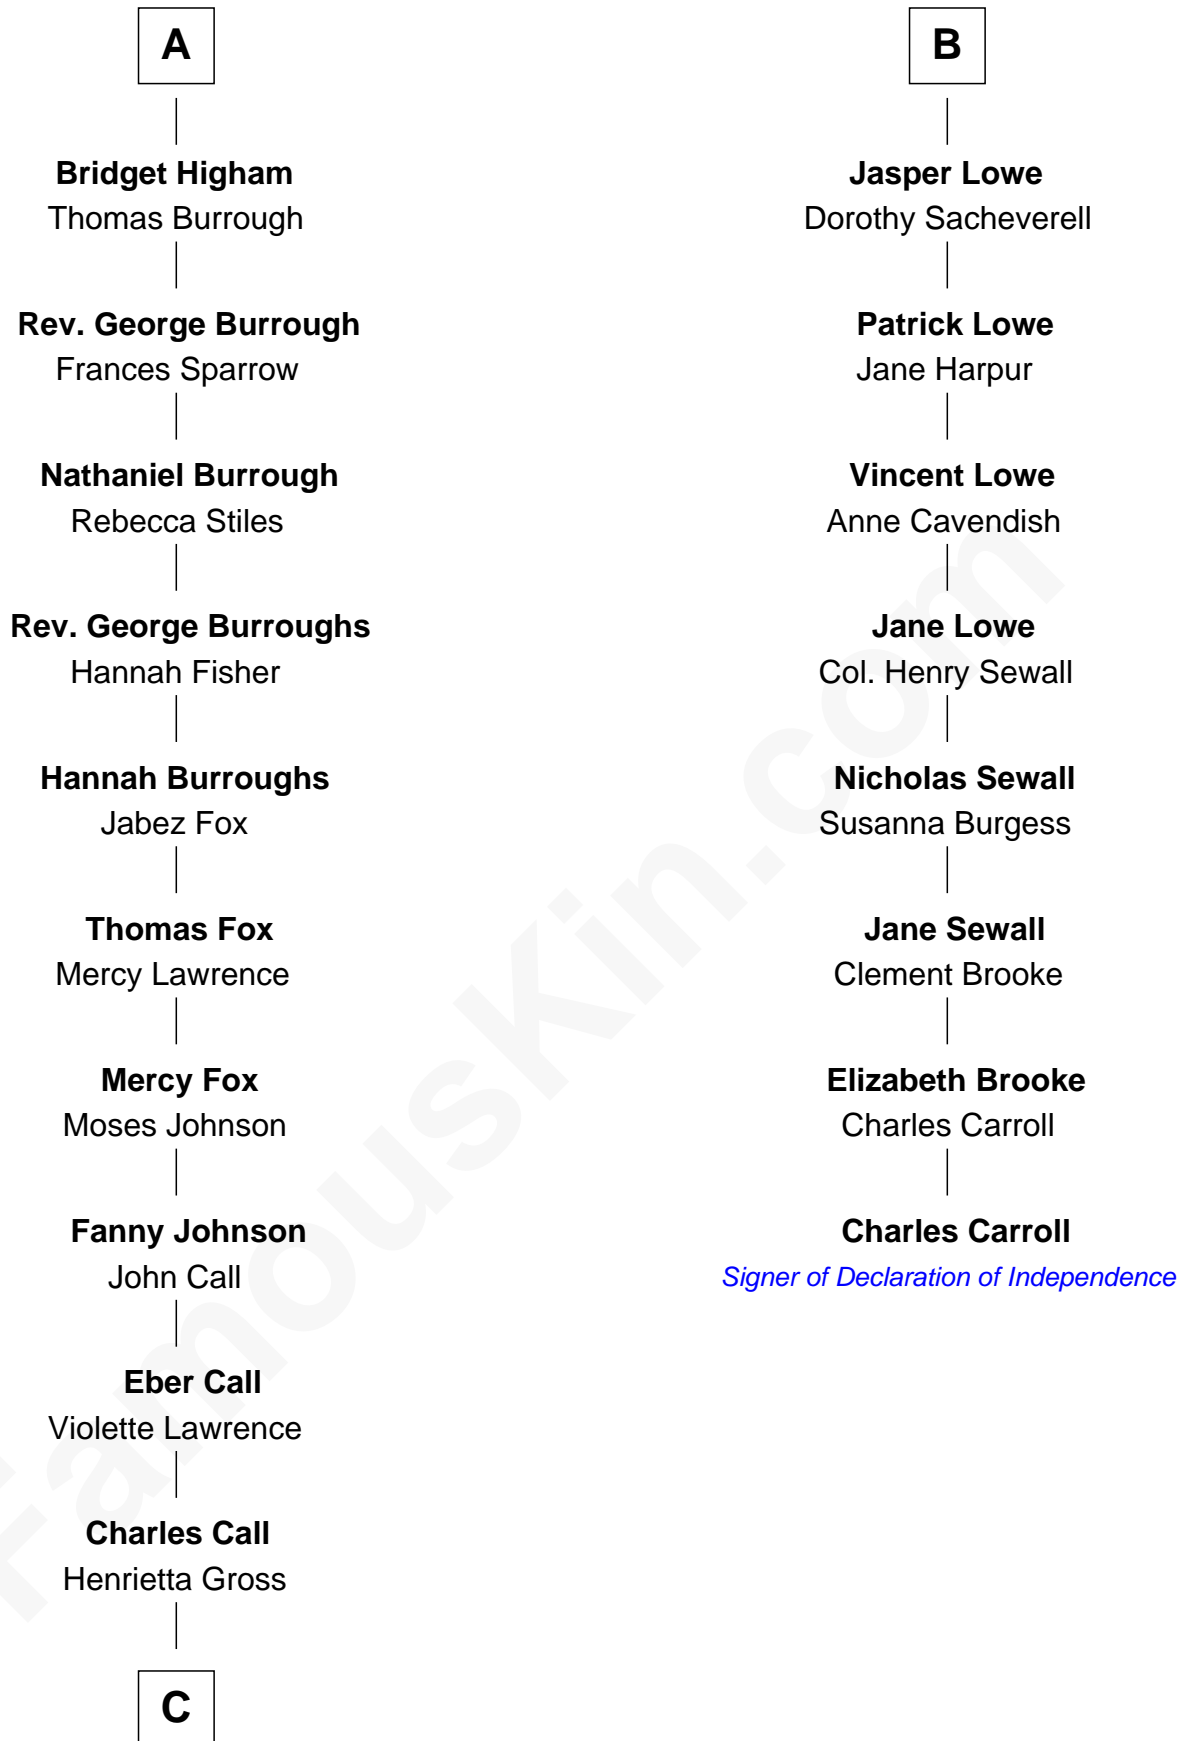 A
Bridget Higham
Thomas Burrough
Rev. George Burrough
Frances Sparrow
Nathaniel Burrough
Rebecca Stiles
Rev. George Burroughs
Hannah Fisher
Hannah Burroughs
Jabez Fox
Thomas Fox
Mercy Lawrence
Mercy Fox
Moses Johnson
Fanny Johnson
John Call
Eber Call
Violette Lawrence
Charles Call
Henrietta Gross
C
B
Jasper Lowe
Dorothy Sacheverell
Patrick Lowe
Jane Harpur
Vincent Lowe
Anne Cavendish
Jane Lowe
Col. Henry Sewall
Nicholas Sewall
Susanna Burgess
Jane Sewall
Clement Brooke
Elizabeth Brooke
Charles Carroll
Charles Carroll
Signer of Declaration of Independence
FamousKin.com